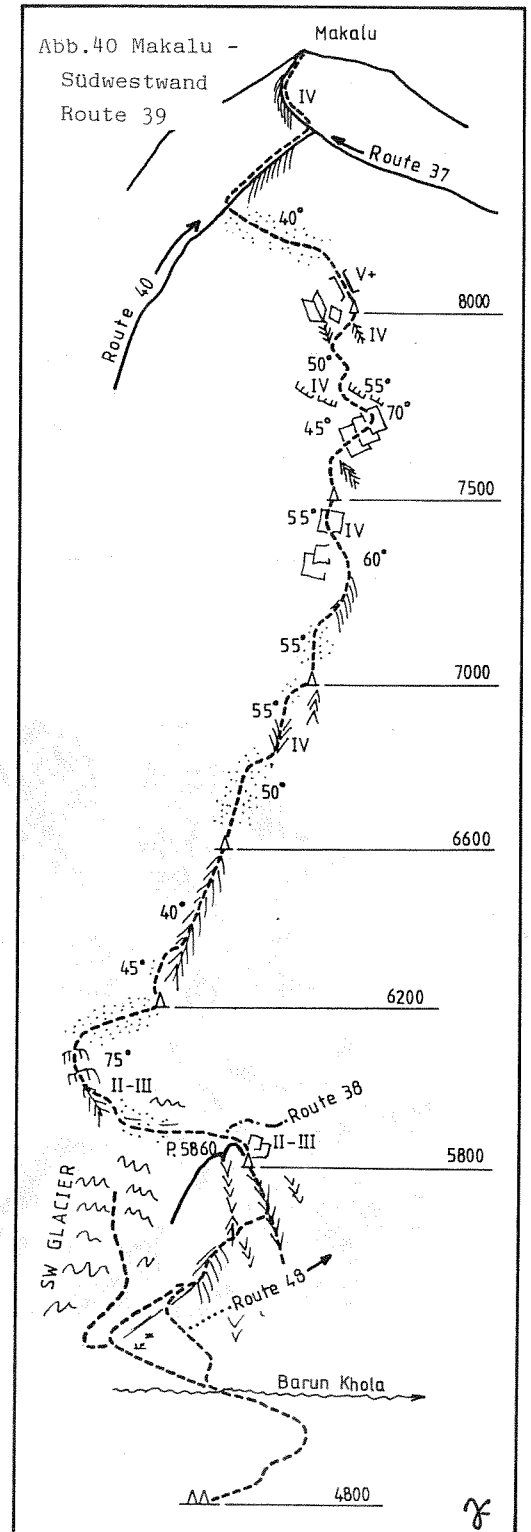 Makalu
Abb.40 Makalu -
Südwestwand
Route 39
IV
Route 37
Route 40
40°
V+
8000
IV
50°
IV
55°
70°
45°
7500
55°
IV
60°
55°
7000
55°
IV
50°
6600
40°
45°
6200
75°
II-III
Route 38
P.5860
II-III
5800
SW GLACIER
Route 48
Barun Khola
4800